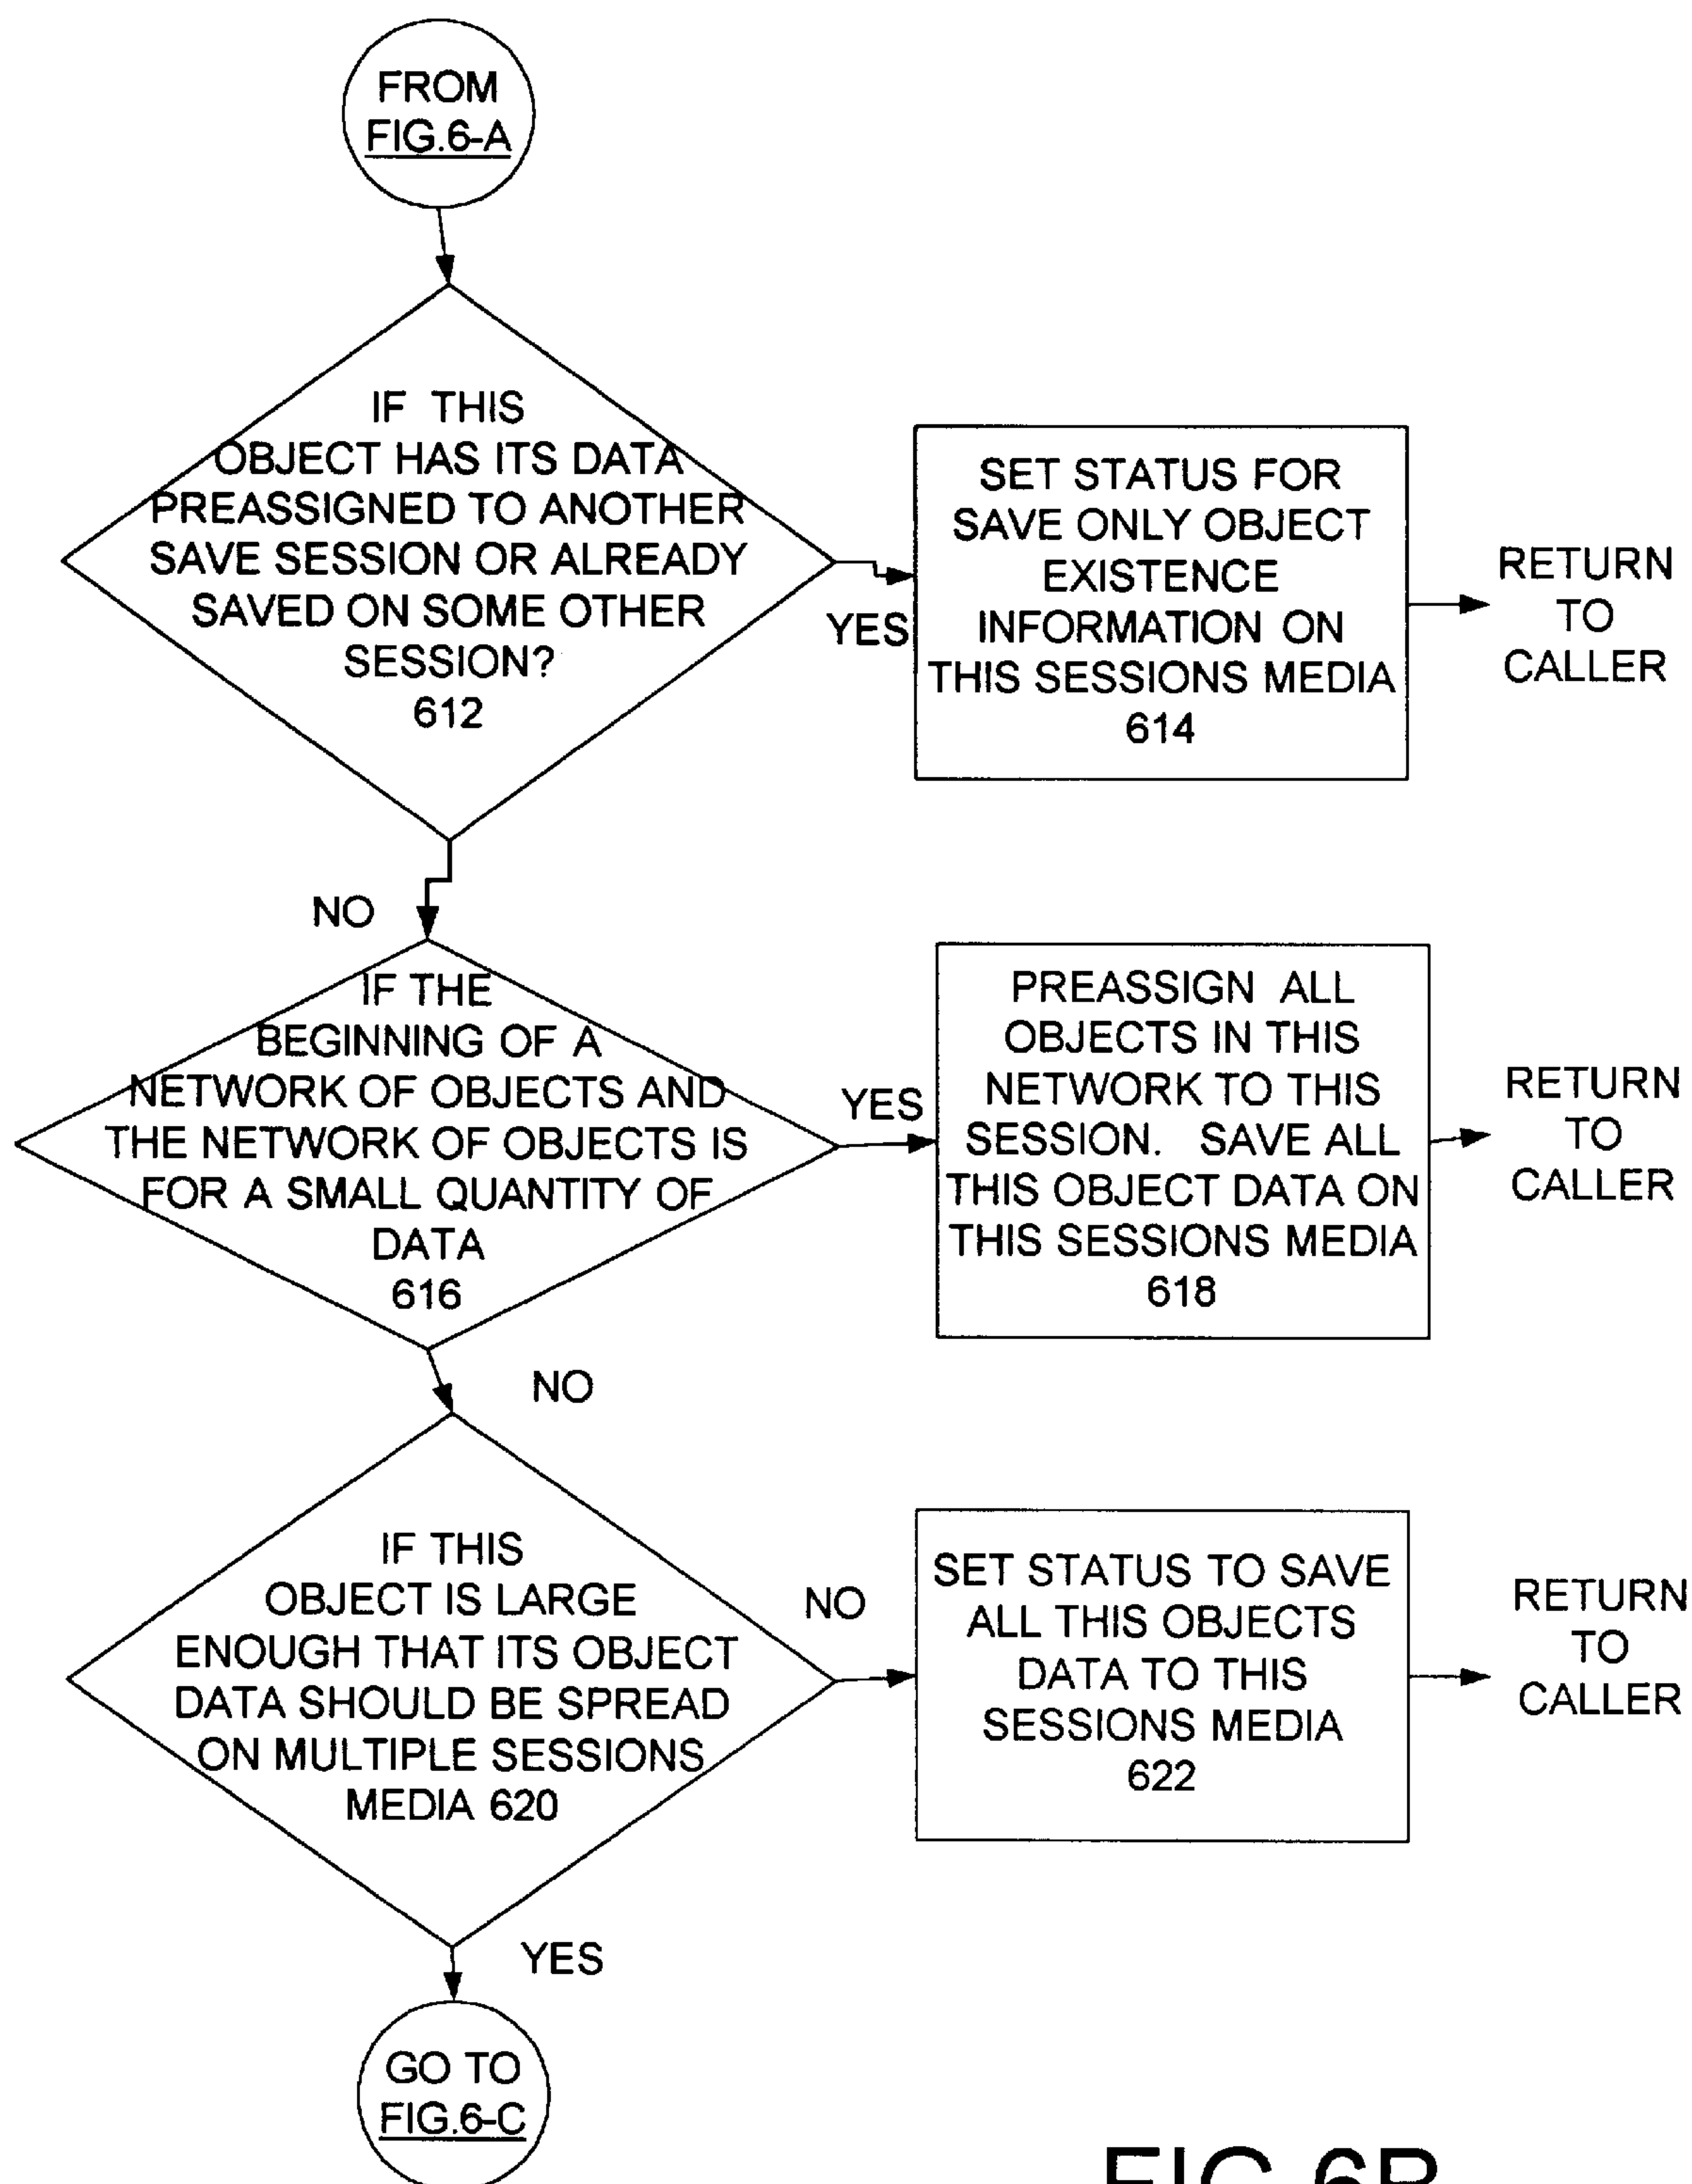 FROM
FIG.6-A
IF THIS
OBJECT HAS ITS DATA
PREASSIGNED TO ANOTHER
SAVE SESSION OR ALREADY
SAVED ON SOME OTHER
SESSION?
612
YES
SET STATUS FOR
SAVE ONLY OBJECT
EXISTENCE
INFORMATION ON
THIS SESSIONS MEDIA
614
RETURN
TO
CALLER
NO
IF THE
BEGINNING OF A
NETWORK OF OBJECTS AND
THE NETWORK OF OBJECTS IS
FOR A SMALL QUANTITY OF
DATA
616
YES
PREASSIGN ALL
OBJECTS IN THIS
NETWORK TO THIS
SESSION. SAVE ALL
THIS OBJECT DATA ON
THIS SESSIONS MEDIA
618
RETURN
TO
CALLER
NO
IF THIS
OBJECT IS LARGE
ENOUGH THAT ITS OBJECT
DATA SHOULD BE SPREAD
ON MULTIPLE SESSIONS
MEDIA 620
NO
SET STATUS TO SAVE
ALL THIS OBJECTS
DATA TO THIS
SESSIONS MEDIA
622
RETURN
TO
CALLER
YES
GO TO
FIG.6-C
FIG 6B